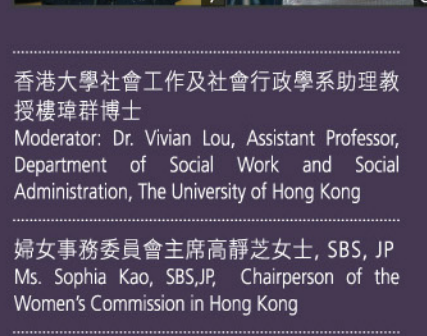 香港大學社會工作及社會行政學系助理教
授樓瑋群博士
Moderator: Dr. Vivian Lou, Assistant Professor,
Department of Social Work and Social
Administration, The University of Hong Kong
婦女事務委員會主席高靜芝女士, SBS, JP
Ms. Sophia Kao, SBS,JP, Chairperson of the
Women's Commission in Hong Kong